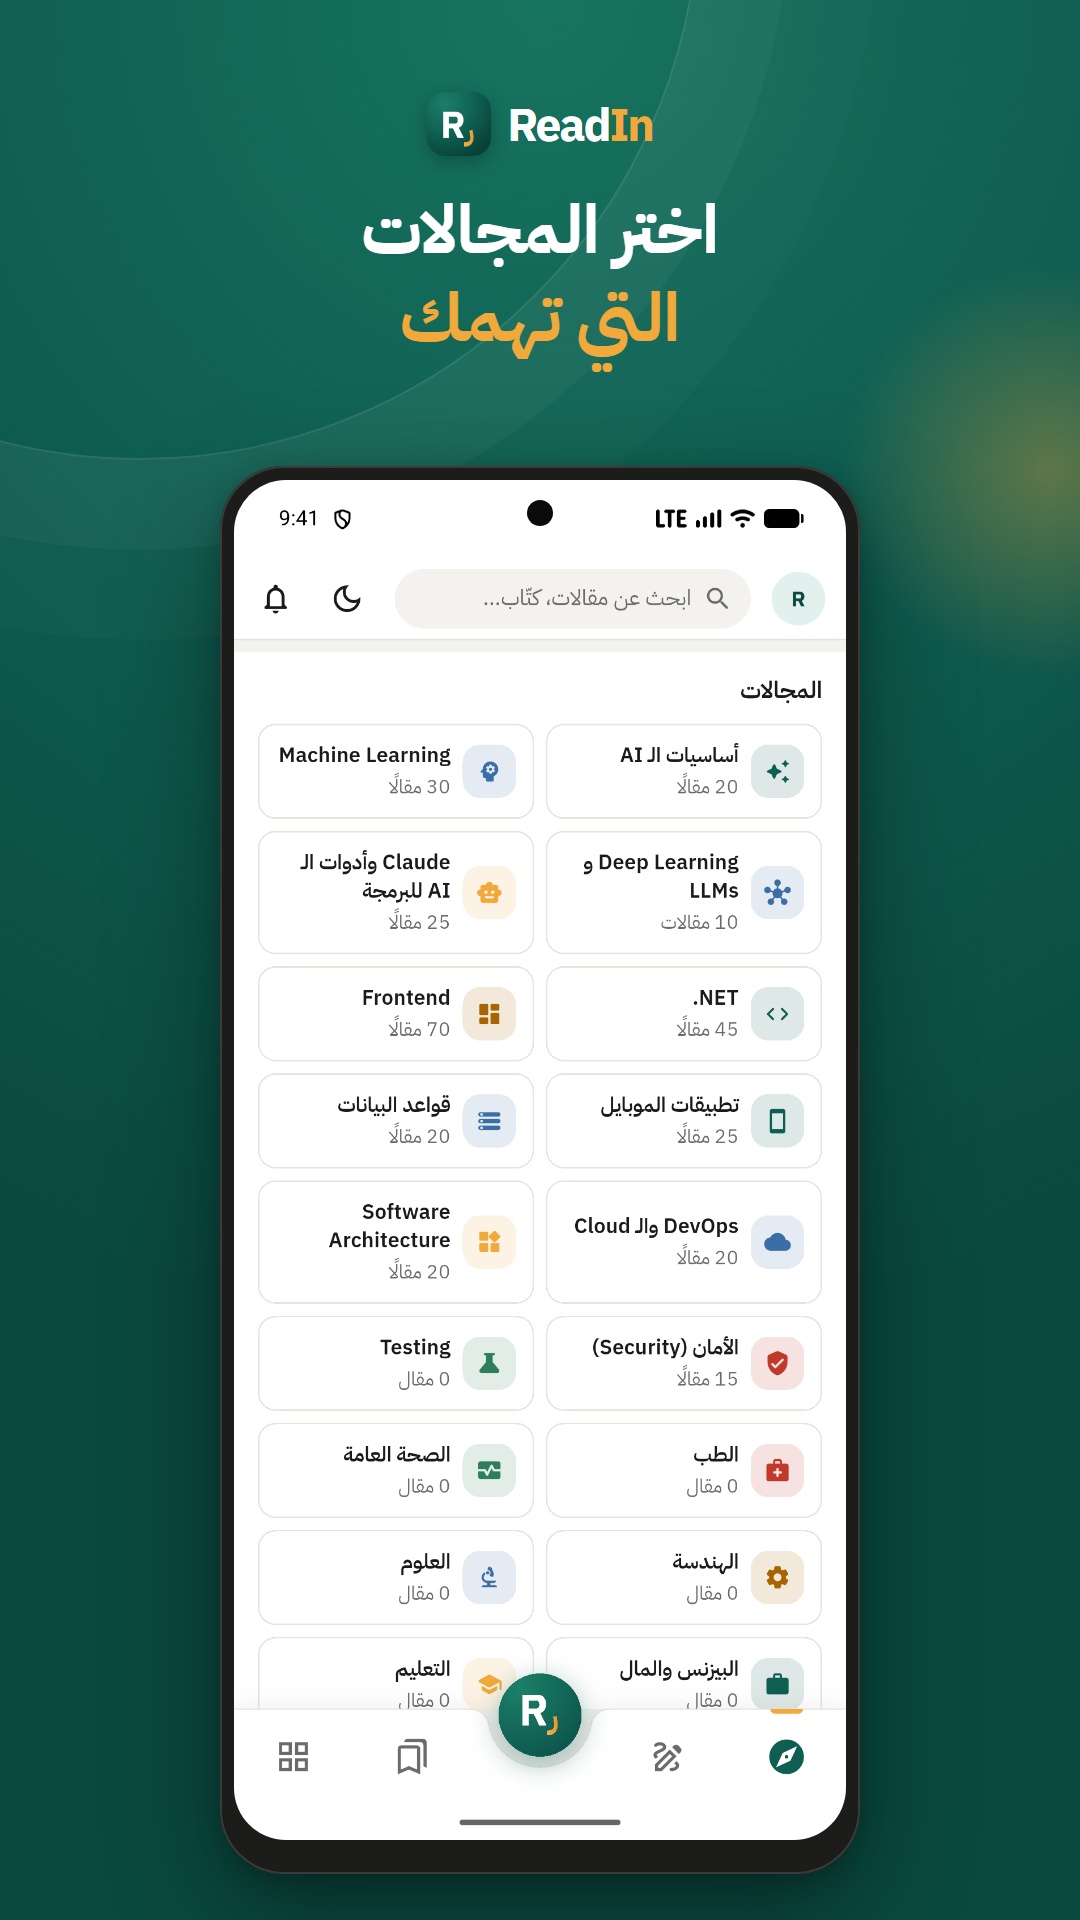 Rر ReadIn
اختر المجالات
التي تهمك
9:41 LTE
R
ابحث عن مقالات، كتّاب...
المجالات
أساسيات الـ AI
20 مقالًا
Machine Learning
30 مقالًا
Deep Learning و
LLMs
10 مقالات
Claude وأدوات الـ
AI للبرمجة
25 مقالًا
.NET
45 مقالًا
Frontend
70 مقالًا
تطبيقات الموبايل
25 مقالًا
قواعد البيانات
20 مقالًا
DevOps والـ Cloud
20 مقالًا
Software
Architecture
20 مقالًا
الأمان (Security)
15 مقالًا
Testing
0 مقال
الطب
0 مقال
الصحة العامة
0 مقال
الهندسة
0 مقال
العلوم
0 مقال
البيزنس والمال
0 مقال
التعليم
0 مقال
Rر